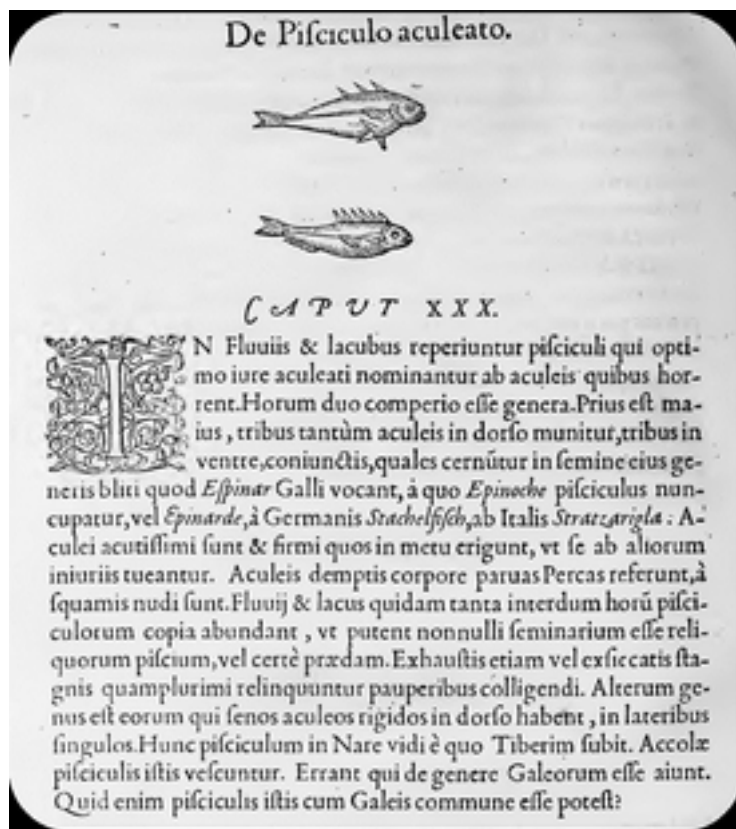 De Piſciculo aculeato.
CAPUT XXX.
IN Fluuiis & lacubus reperiuntur piſciculi qui opti-
mo iure aculeati nominantur ab aculeis quibus hor-
rent.Horum duo comperio eſſe genera.Prius eſt ma-
ius, tribus tantùm aculeis in dorſo munitur,tribus in
ventre,coniunctis,quales cernūtur in ſemine eius ge-
neris bliti quod Eſpinar Galli vocant, à quo Epinoche piſciculus nun-
cupatur,vel Epinarde,à Germanis Stachelfiſch,ab Italis Stratzarigla: A-
culei acutiſſimi ſunt & firmi quos in metu erigunt, vt ſe ab aliorum
iniuriis tueantur. Aculeis demptis corpore paruas Percas referunt,à
ſquamis nudi ſunt.Fluuij & lacus quidam tanta interdum horū piſci-
culorum copia abundant, vt putent nonnulli ſeminarium eſſe reli-
quorum piſcium,vel certè prædam.Exhauſtis etiam vel exſiccatis ſta-
gnis quamplurimi relinquuntur pauperibus colligendi. Alterum ge-
nus eſt eorum qui ſenos aculeos rigidos in dorſo habent, in lateribus
ſingulos.Hunc piſciculum in Nare vidi è quo Tiberim ſubit. Accolæ
piſciculis iſtis veſcuntur. Errant qui de genere Galeorum eſſe aiunt.
Quid enim piſciculis iſtis cum Galeis commune eſſe poteſt?